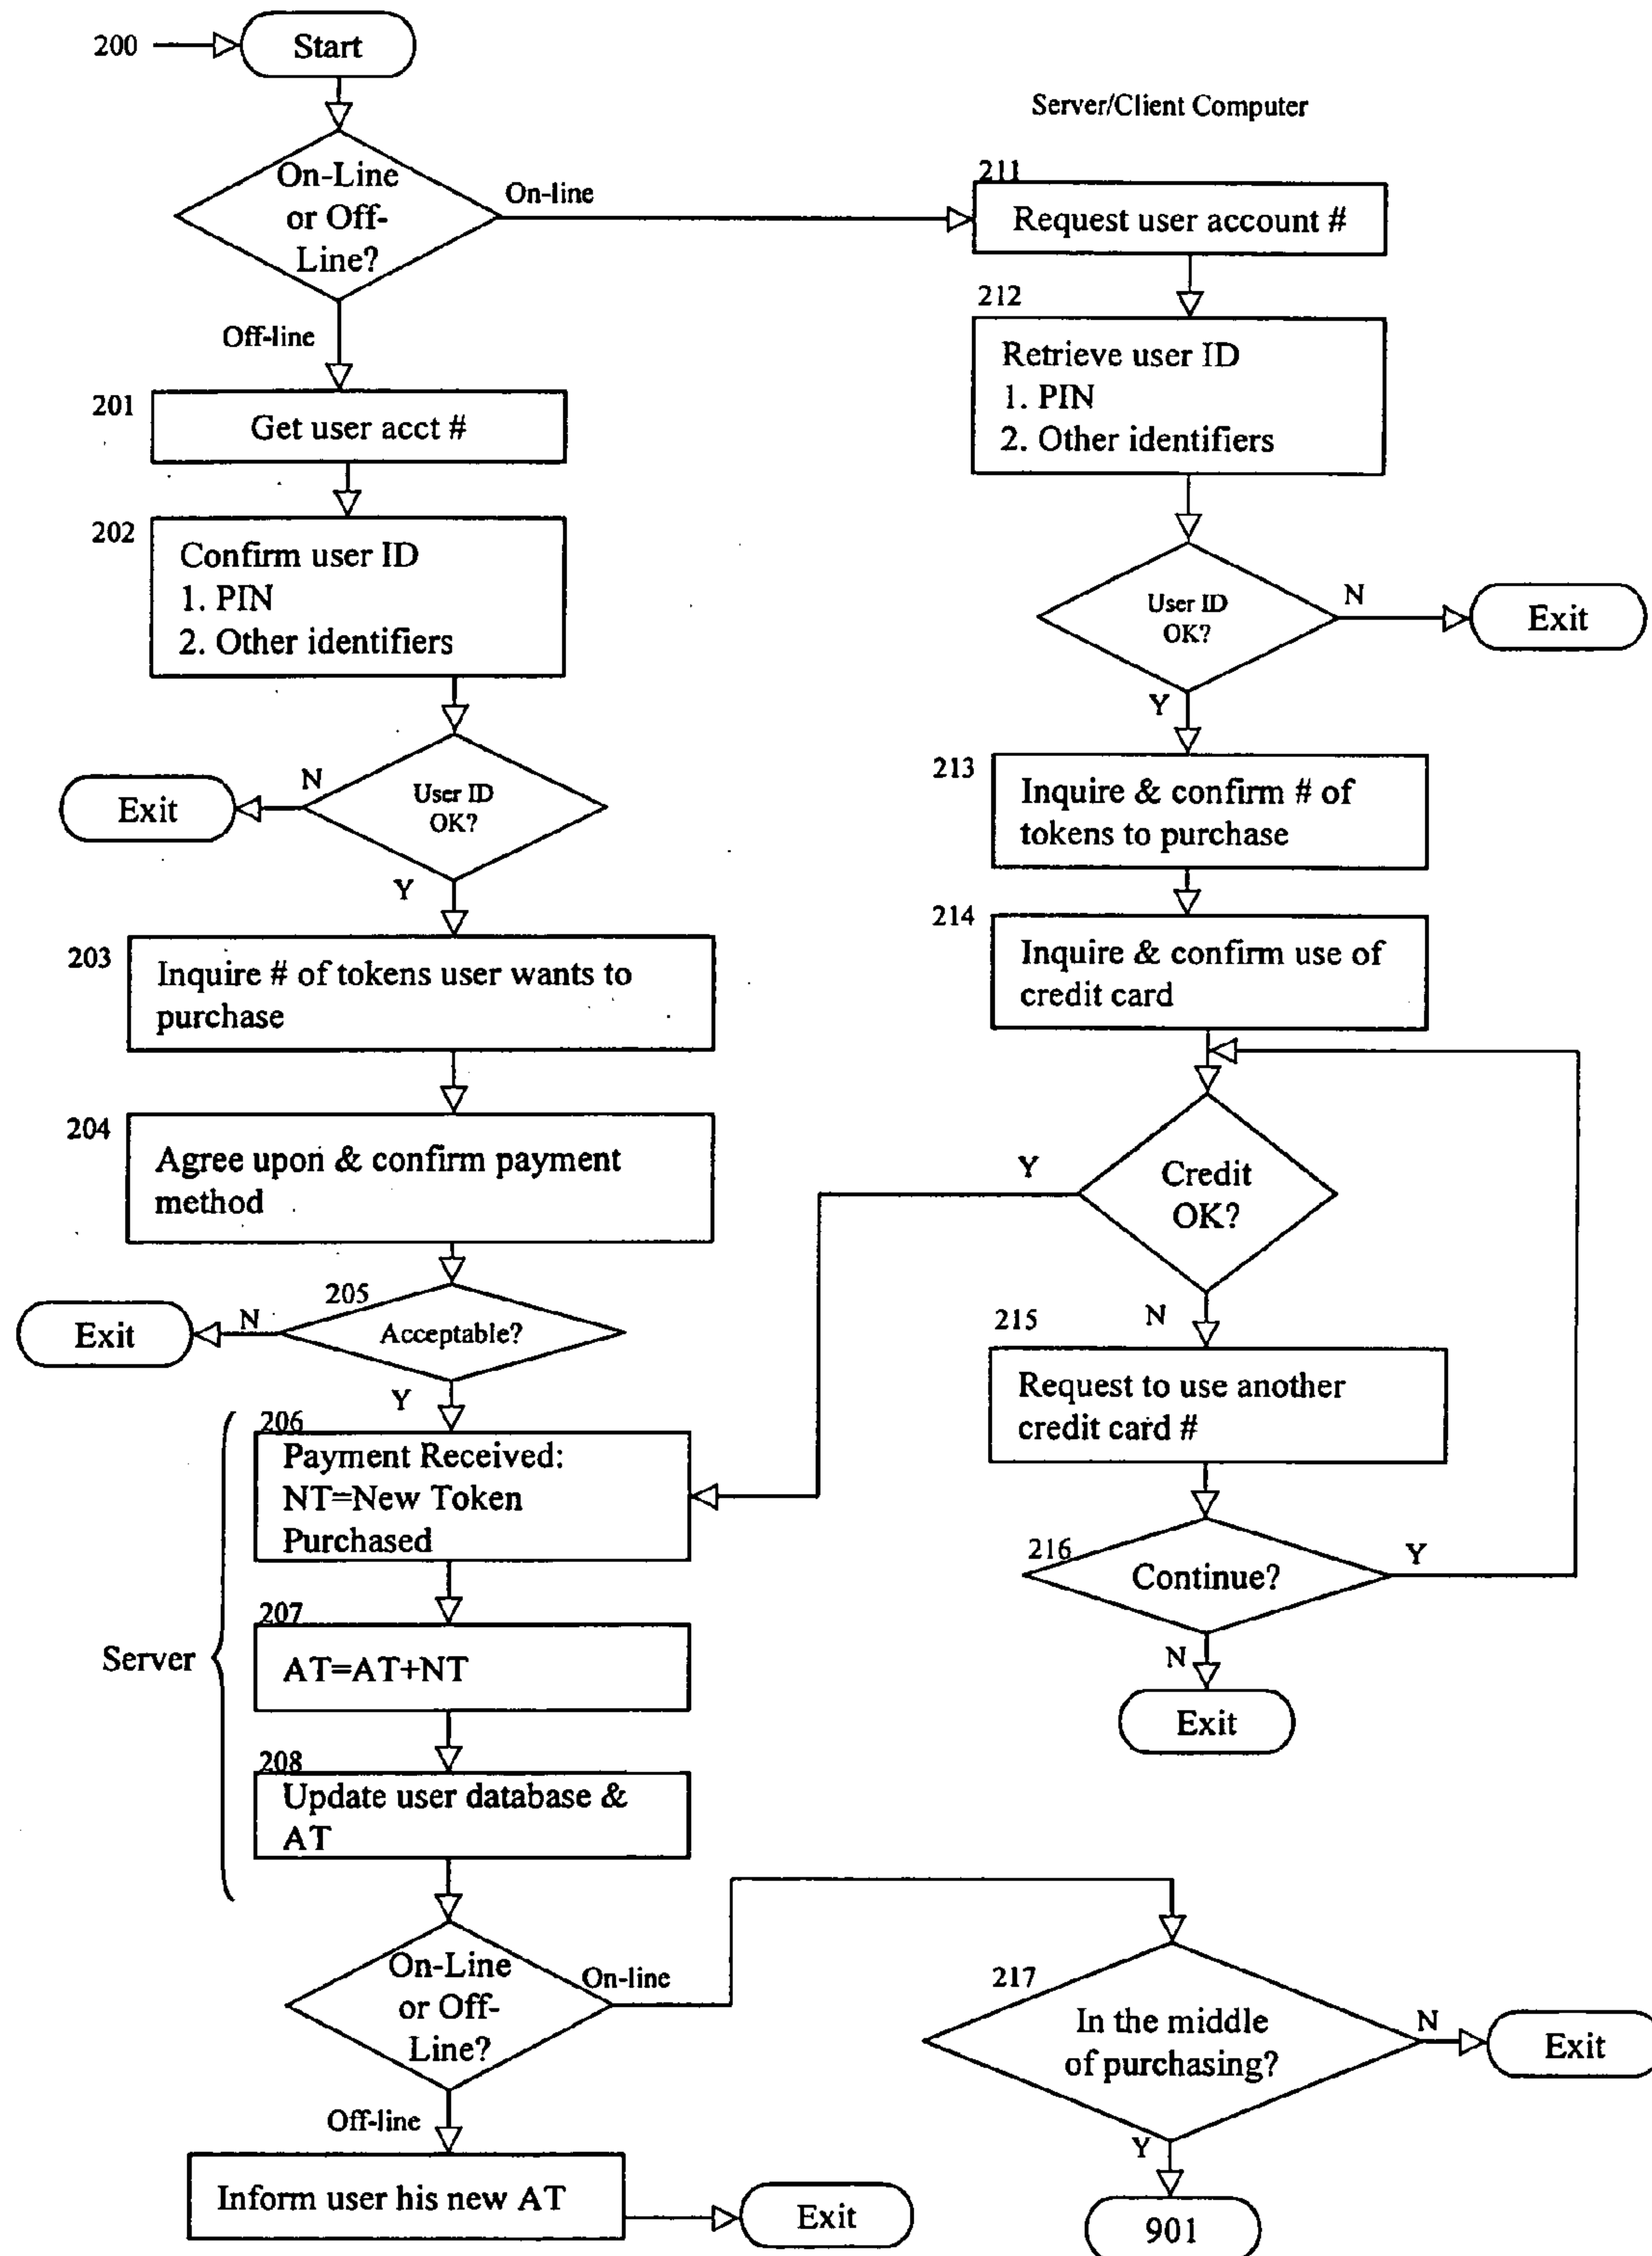 200
Start
Server/Client Computer
On-Line
or Off-
Line?
On-line
211
Request user account #
212
Retrieve user ID
1. PIN
2. Other identifiers
Off-line
201
Get user acct #
202
Confirm user ID
1. PIN
2. Other identifiers
User ID
OK?
N
Exit
Y
User ID
OK?
N
Exit
Y
213
Inquire & confirm # of
tokens to purchase
214
Inquire & confirm use of
credit card
203
Inquire # of tokens user wants to
purchase
204
Agree upon & confirm payment
method
Credit
OK?
Y
N
205
Acceptable?
N
Exit
Y
215
Request to use another
credit card #
216
Continue?
Y
N
Exit
Server
206
Payment Received:
NT=New Token
Purchased
207
AT=AT+NT
208
Update user database &
AT
On-Line
or Off-
Line?
On-line
217
In the middle
of purchasing?
N
Exit
Y
901
Off-line
Inform user his new AT
Exit